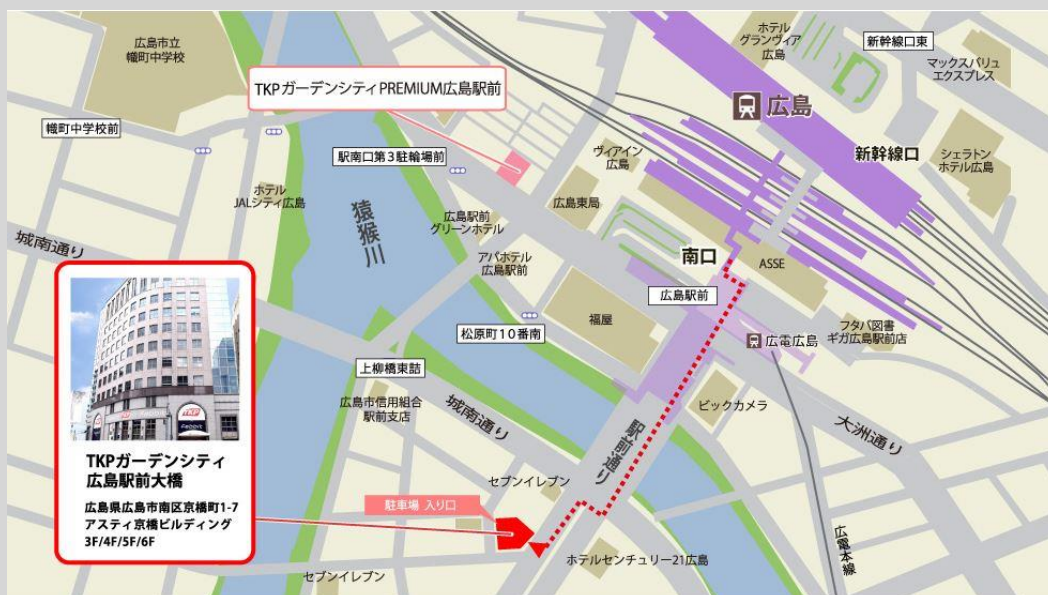 広島市立
幟町中学校
TKPガーデンシティPREMIUM広島駅前
幟町中学校前
駅南口第3駐輪場前
ホテル
JALシティ広島
猿猴川
城南通り
広島駅前
グリーンホテル
アパホテル
広島駅前
松原町10番南
ヴィアイン
広島
広島東局
ホテル
グランヴィア
広島
新幹線口東
マックスバリュ
エクスプレス
広島
新幹線口
シェラトン
ホテル広島
南口
ASSE
広島駅前
福屋
広電広島
フタバ図書
ギガ広島駅前店
上柳橋東詰
広島市信用組合
駅前支店
城南通り
ビックカメラ
大洲通り
駅前通り
セブンイレブン
駐車場 入り口
ホテルセンチュリー21広島
広電本線
セブンイレブン
TKP
TKPガーデンシティ
広島駅前大橋
広島県広島市南区京橋町1-7
アスティ京橋ビルディング
3F/4F/5F/6F